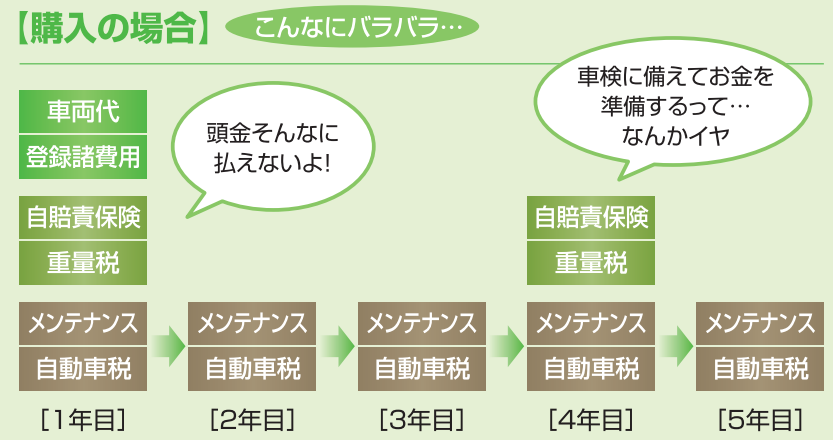 【購入の場合】
こんなにバラバラ…
車両代
登録諸費用
頭金そんなに
払えないよ!
車検に備えてお金を
準備するって…
なんかイヤ
自賠責保険
重量税
自賠責保険
重量税
メンテナンス
自動車税
メンテナンス
自動車税
メンテナンス
自動車税
メンテナンス
自動車税
メンテナンス
自動車税
[1年目]
[2年目]
[3年目]
[4年目]
[5年目]